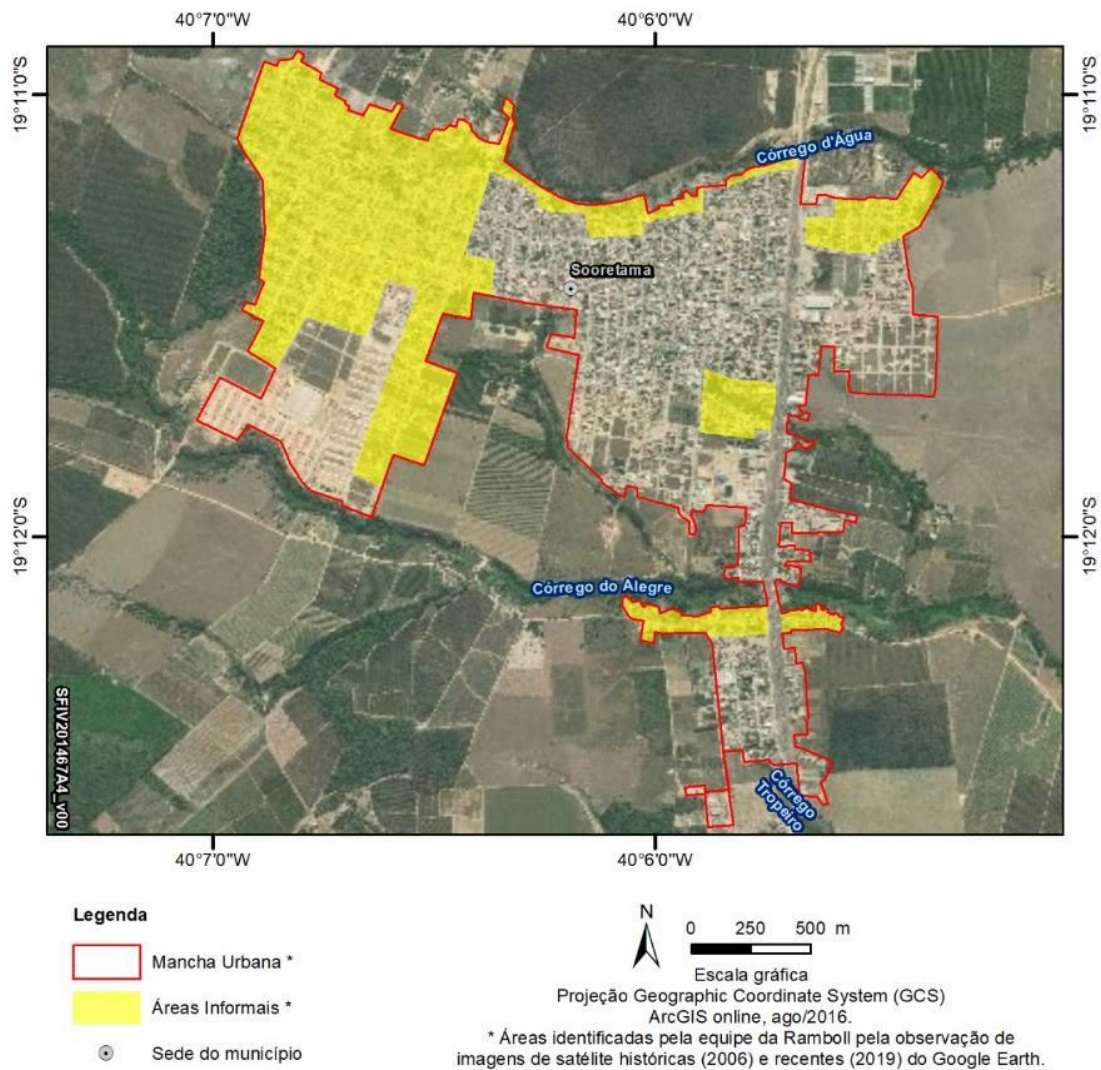 40°7'0"W
40°6'0"W
19°11'0"S
19°11'0"S
Córrego d'Água
Sooretama
19°12'0"S
19°12'0"S
Córrego do Alegre
SFIV201467A4_v00
Córrego
Tropeiro
40°7'0"W
40°6'0"W
Legenda
Mancha Urbana *
Áreas Informais *
Sede do município
N
0 250 500 m
Escala gráfica
Projeção Geographic Coordinate System (GCS)
ArcGIS online, ago/2016.
* Áreas identificadas pela equipe da Ramboll pela observação de
imagens de satélite históricas (2006) e recentes (2019) do Google Earth.